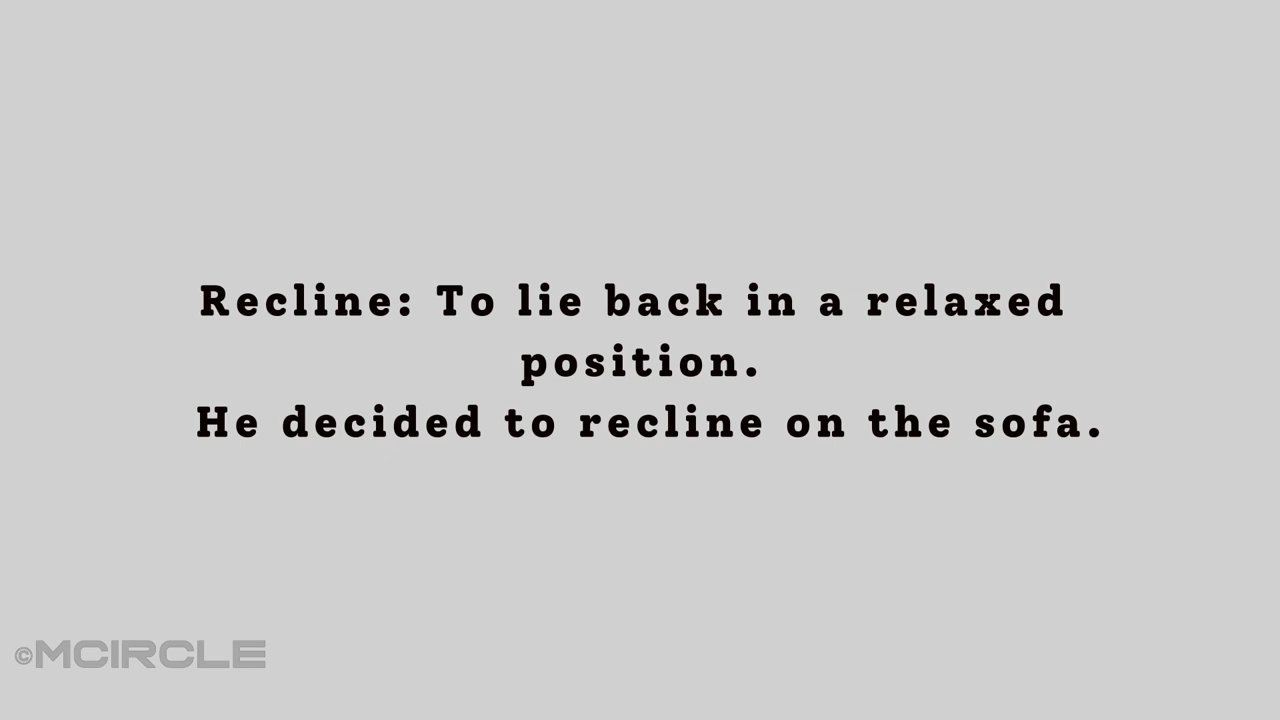 Recline: To lie back in a relaxed
position.
He decided to recline on the sofa.
©MCIRCLE